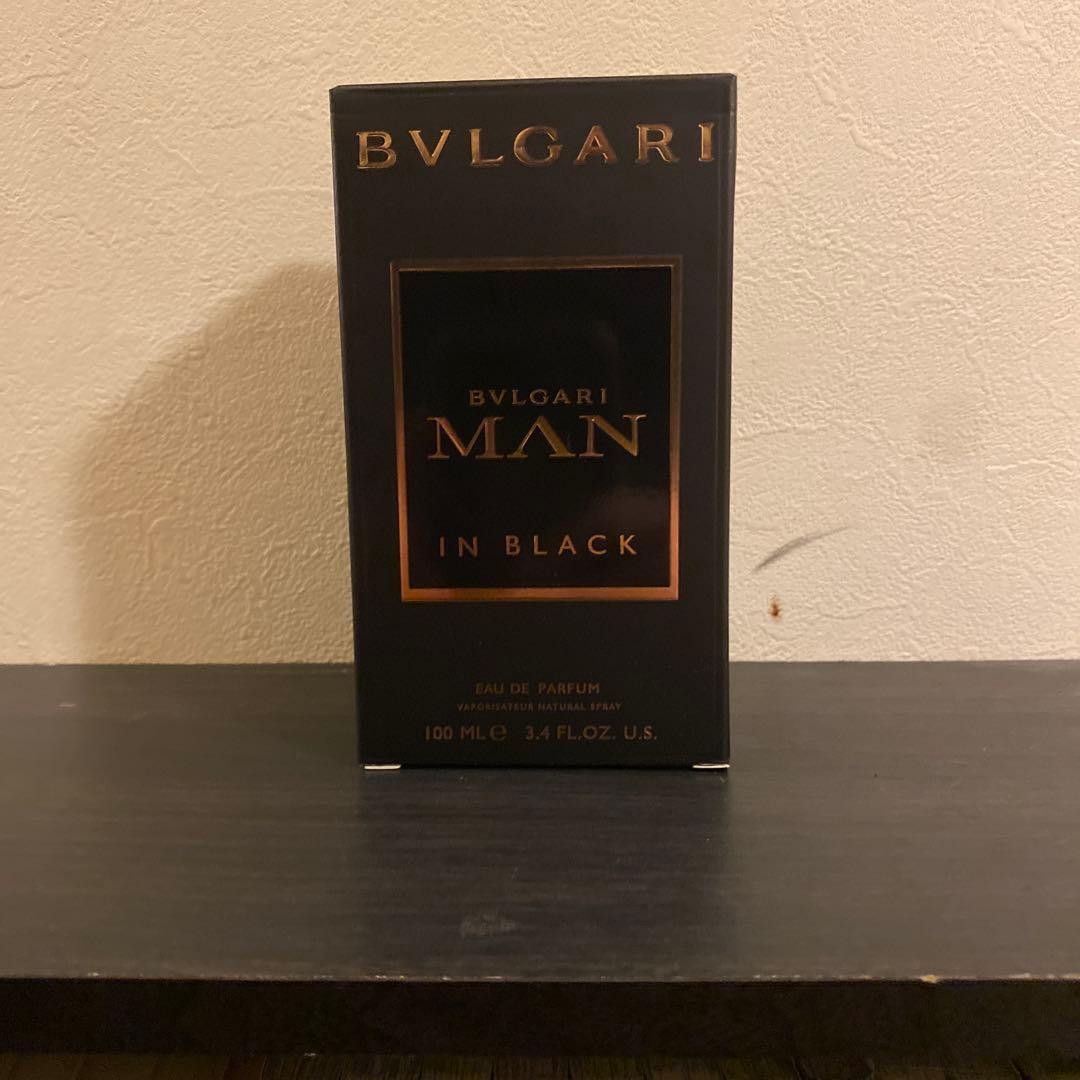 BVLGARI
BVLGARI
MAN
IN BLACK
EAU DE PARFUM
VAPORISATEUR NATURAL SPRAY
100 ML ℮ 3.4 FL.OZ. U.S.